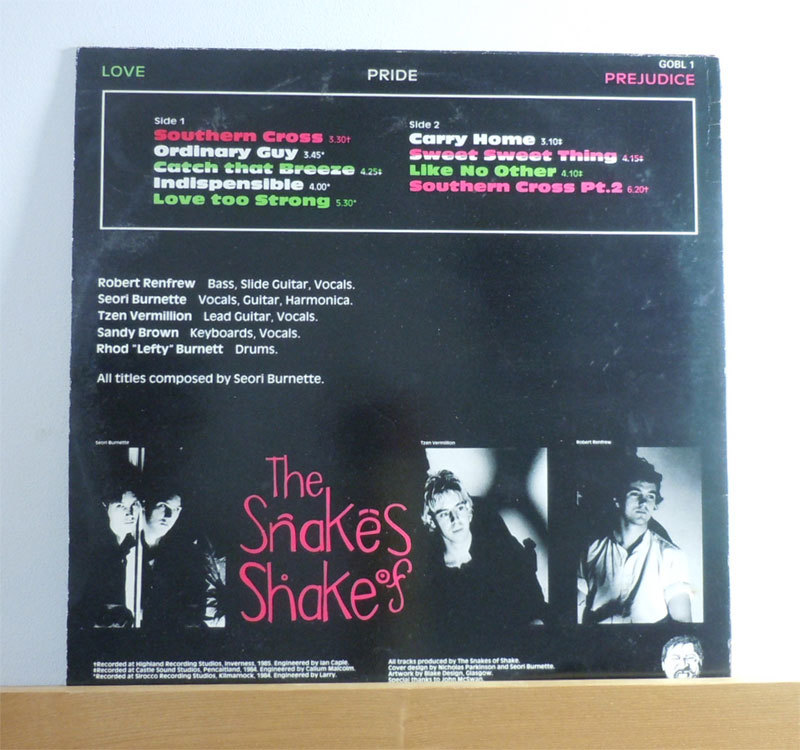 LOVE PRIDE GOBL 1
PREJUDICE
Side 1
Southern Cross 3.30†
Ordinary Guy 3.45*
Catch that Breeze 4.25‡
Indispensible 4.00*
Love too Strong 5.30*
Side 2
Carry Home 3.10‡
Sweet Sweet Thing 4.15‡
Like No Other 4.10‡
Southern Cross Pt.2 6.20†
Robert Renfrew Bass, Slide Guitar, Vocals.
Seori Burnette Vocals, Guitar, Harmonica.
Tzen Vermillion Lead Guitar, Vocals.
Sandy Brown Keyboards, Vocals.
Rhod "Lefty" Burnett Drums.
All titles composed by Seori Burnette.
Seori Burnette
Tzen Vermillion
Robert Renfrew
The
Snakes
Shake of
†Recorded at Highland Recording Studios, Inverness, 1985. Engineered by Ian Caple.
‡Recorded at Castle Sound Studios, Pencaitland, 1984. Engineered by Callum Malcolm.
*Recorded at Sirocco Recording Studios, Kilmarnock, 1984. Engineered by Larry.
All tracks produced by The Snakes of Shake.
Cover design by Nicholas Parkinson and Seori Burnette.
Artwork by Blake Design, Glasgow.
Special thanks to John McSwan.